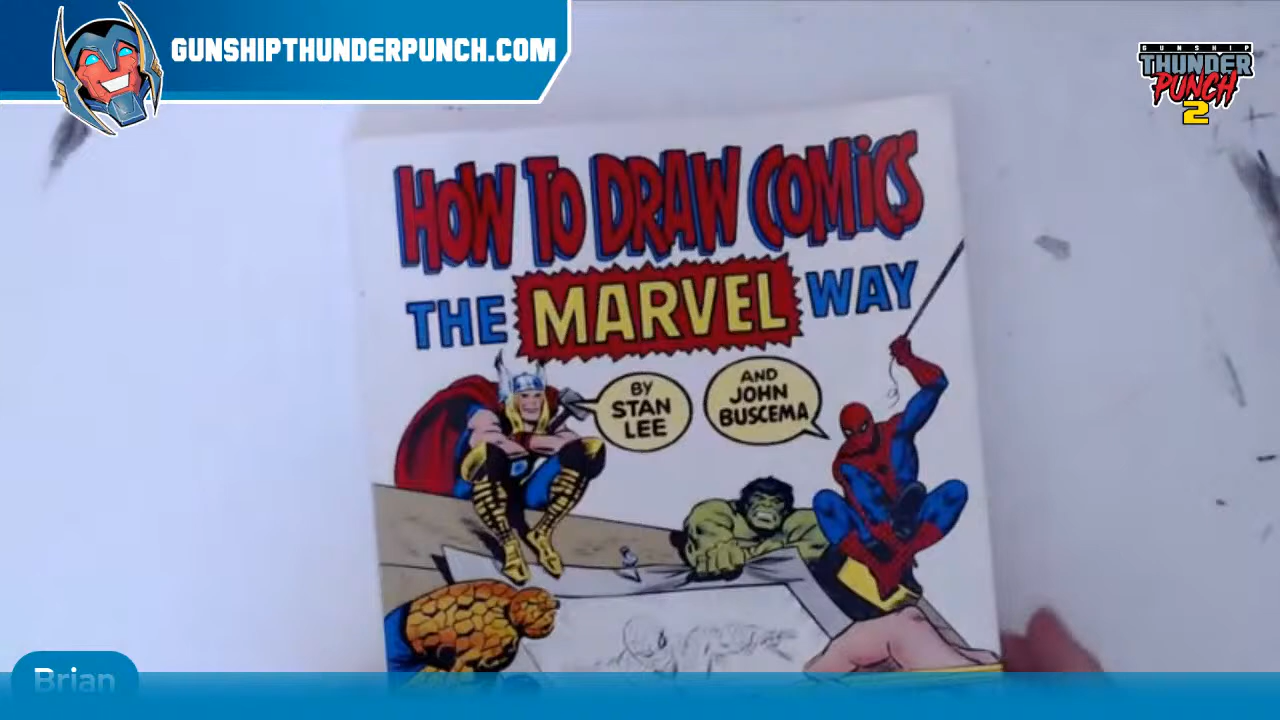 GUNSHIPTHUNDERPUNCH.COM
GUNSHIP
THUNDER
PUNCH
2
HOW TO DRAW COMICS
THE MARVEL WAY
BY
STAN
LEE
AND
JOHN
BUSCEMA
Brian